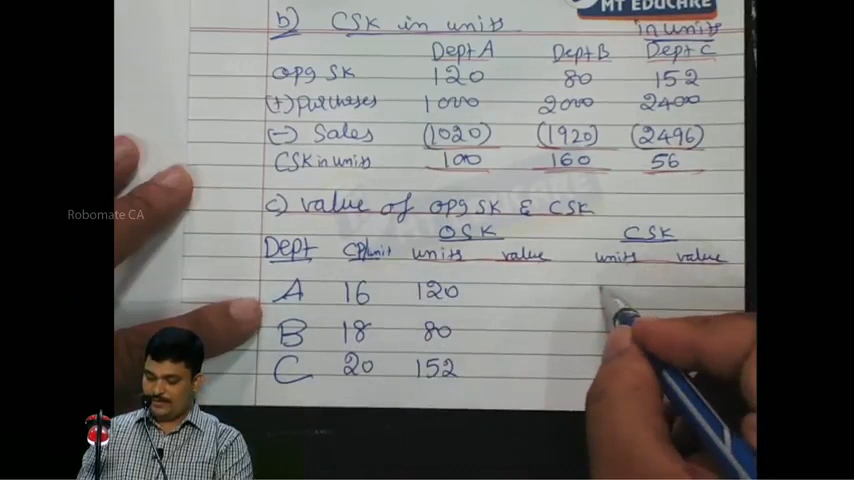 MT EDUCARE
b) CSK in units
in units
Dept A Dept B Dept C
opg SK 120 80 152
(+) purchases 1000 2000 2400
(-) Sales (1020) (1920) (2496)
CSK in units 100 160 56
c) value of opg SK & CSK
OSK CSK
Dept CP/unit units value units value
A 16 120
B 18 80
C 20 152
Robomate CA